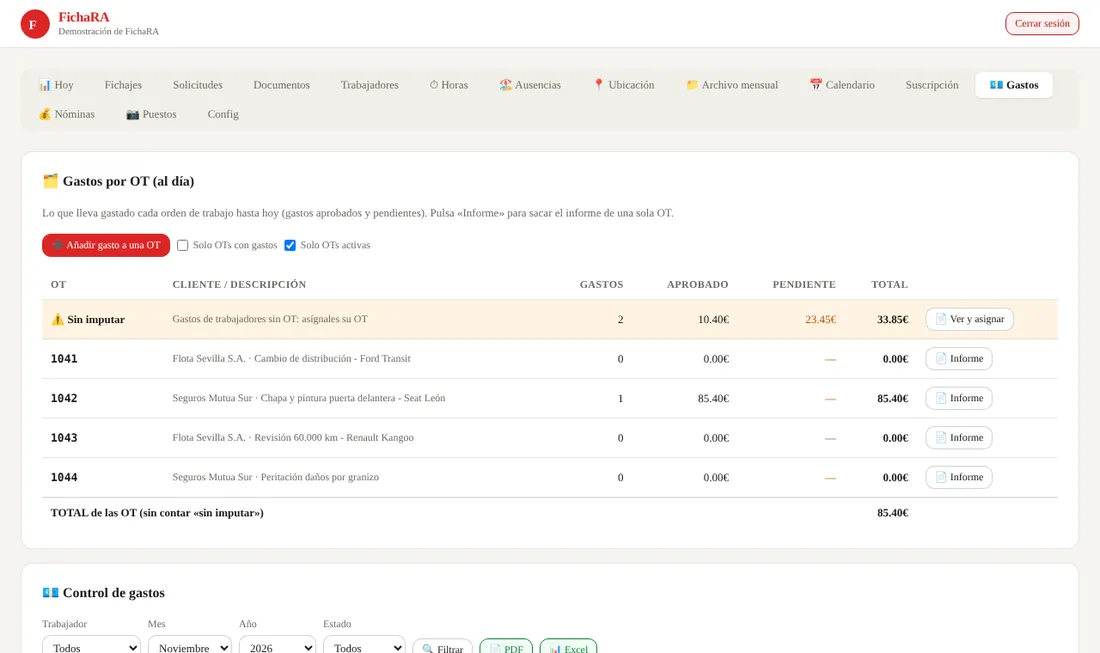 F
FichaRA
Demostración de FichaRA
Cerrar sesión
Hoy Fichajes Solicitudes Documentos Trabajadores Horas Ausencias Ubicación Archivo mensual Calendario Suscripción Gastos
Nóminas Puestos Config
Gastos por OT (al día)
Lo que lleva gastado cada orden de trabajo hasta hoy (gastos aprobados y pendientes). Pulsa «Informe» para sacar el informe de una sola OT.
Añadir gasto a una OT Solo OTs con gastos Solo OTs activas
OT CLIENTE / DESCRIPCIÓN GASTOS APROBADO PENDIENTE TOTAL
Sin imputar Gastos de trabajadores sin OT: asígnales su OT 2 10.40€ 23.45€ 33.85€ Ver y asignar
1041 Flota Sevilla S.A. · Cambio de distribución - Ford Transit 0 0.00€ — 0.00€ Informe
1042 Seguros Mutua Sur · Chapa y pintura puerta delantera - Seat León 1 85.40€ — 85.40€ Informe
1043 Flota Sevilla S.A. · Revisión 60.000 km - Renault Kangoo 0 0.00€ — 0.00€ Informe
1044 Seguros Mutua Sur · Peritación daños por granizo 0 0.00€ — 0.00€ Informe
TOTAL de las OT (sin contar «sin imputar») 85.40€
Control de gastos
Trabajador Mes Año Estado
Todos Noviembre 2026 Todos Filtrar PDF Excel